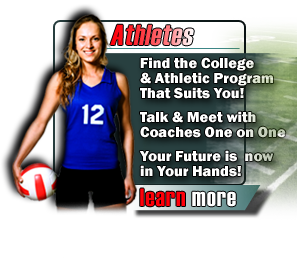 Athletes
Find the College
& Athletic Program
That Suits You!
Talk & Meet with
Coaches One on One
Your Future is now
in Your Hands!
12
learn more